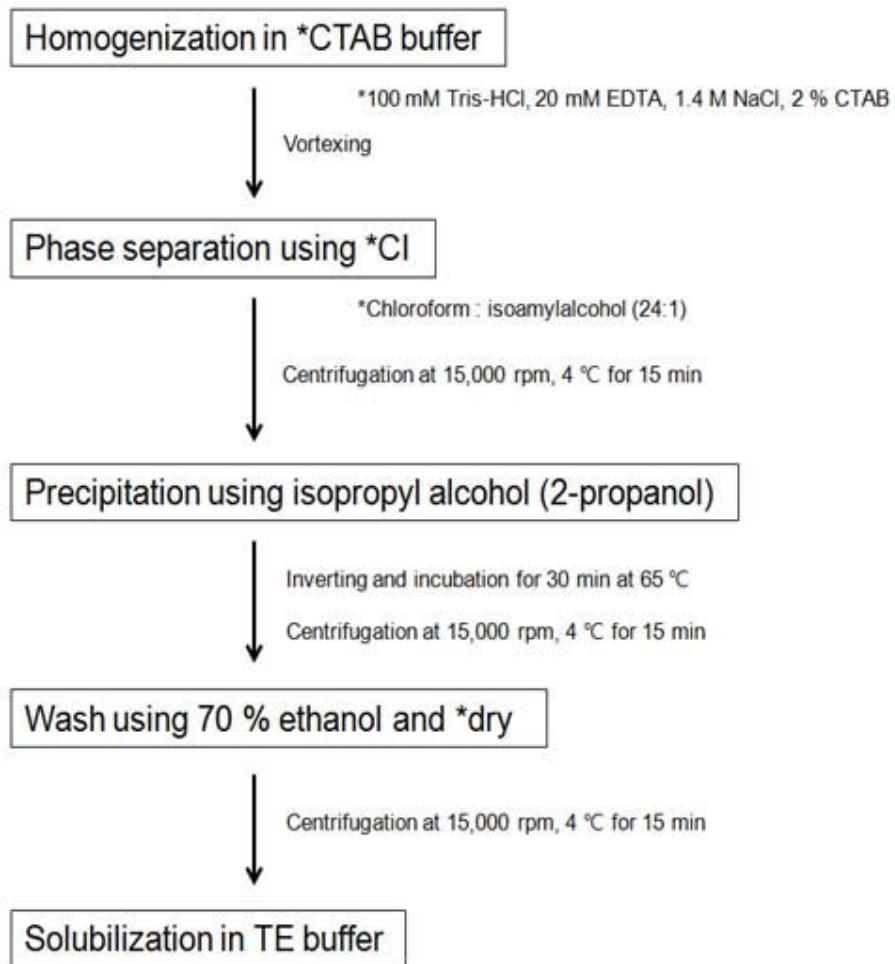 Homogenization in *CTAB buffer
*100 mM Tris-HCl, 20 mM EDTA, 1.4 M NaCl, 2 % CTAB
Vortexing
Phase separation using *CI
*Chloroform : isoamylalcohol (24:1)
Centrifugation at 15,000 rpm, 4 ℃ for 15 min
Precipitation using isopropyl alcohol (2-propanol)
Inverting and incubation for 30 min at 65 ℃
Centrifugation at 15,000 rpm, 4 ℃ for 15 min
Wash using 70 % ethanol and *dry
Centrifugation at 15,000 rpm, 4 ℃ for 15 min
Solubilization in TE buffer